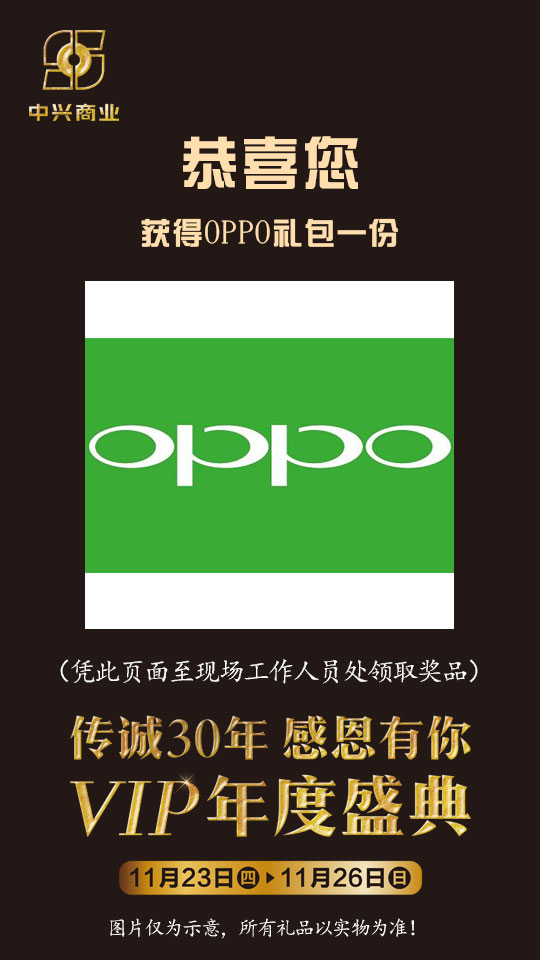 中兴商业
恭喜您
获得OPPO礼包一份
oppo
（凭此页面至现场工作人员处领取奖品）
传诚30年 感恩有你
VIP年度盛典
11月23日㊃▶11月26日㊐
图片仅为示意，所有礼品以实物为准！